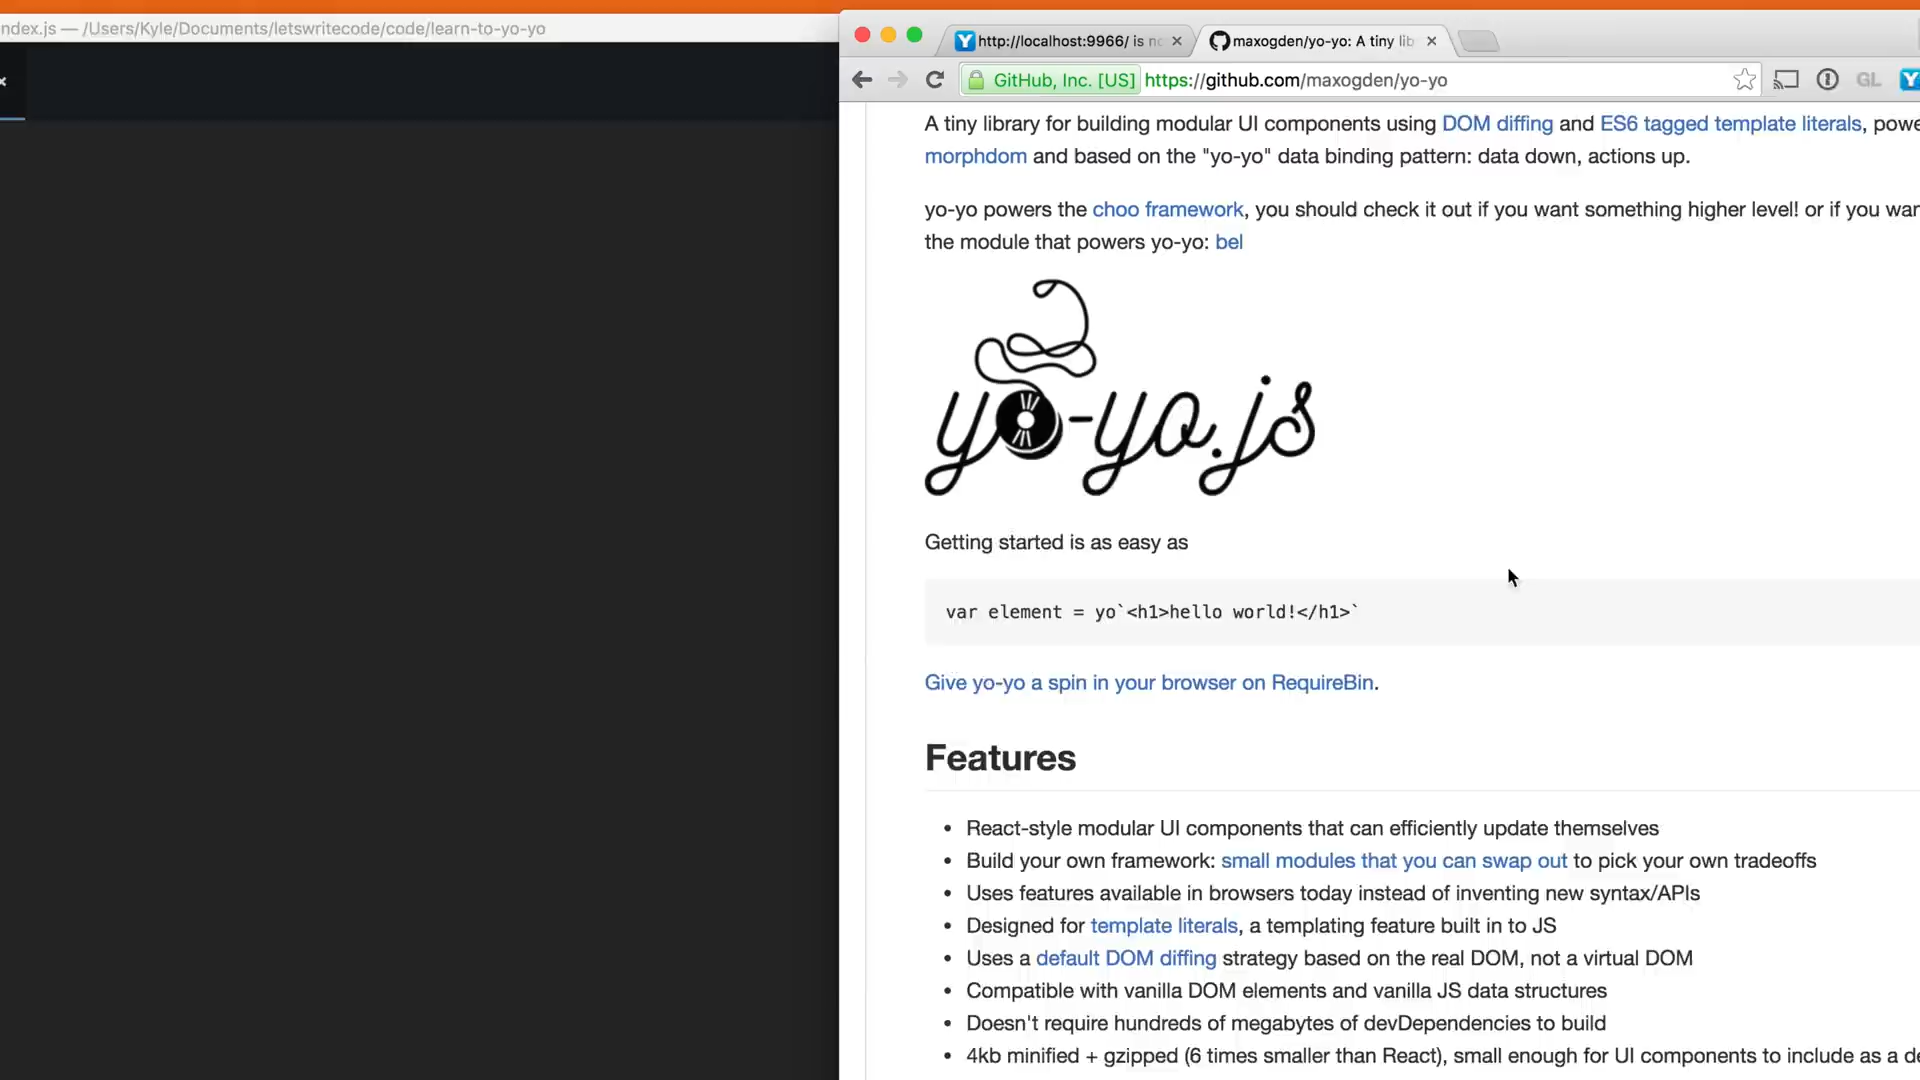 ndex.js — /Users/Kyle/Documents/letswritecode/code/learn-to-yo-yo
http://localhost:9966/ is
maxogden/yo-yo: A tiny lib
GitHub, Inc. [US] https://github.com/maxogden/yo-yo
GL
A tiny library for building modular UI components using DOM diffing and ES6 tagged template literals, powe
morphdom and based on the "yo-yo" data binding pattern: data down, actions up.
yo-yo powers the choo framework, you should check it out if you want something higher level! or if you wan
the module that powers yo-yo: bel
yo-yo.js
Getting started is as easy as
var element = yo`<h1>hello world!</h1>`
Give yo-yo a spin in your browser on RequireBin.
Features
• React-style modular UI components that can efficiently update themselves
• Build your own framework: small modules that you can swap out to pick your own tradeoffs
• Uses features available in browsers today instead of inventing new syntax/APIs
• Designed for template literals, a templating feature built in to JS
• Uses a default DOM diffing strategy based on the real DOM, not a virtual DOM
• Compatible with vanilla DOM elements and vanilla JS data structures
• Doesn't require hundreds of megabytes of devDependencies to build
• 4kb minified + gzipped (6 times smaller than React), small enough for UI components to include as a de